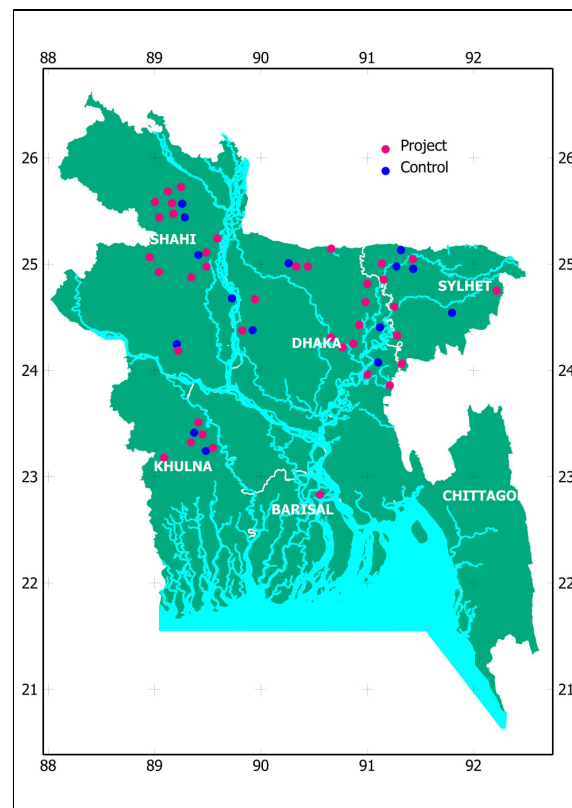 88 89 90 91 92
Project
Control
26 26
SHAHI
25 25
SYLHET
DHAKA
24 24
KHULNA
23 23
CHITTAGO
BARISAL
22 22
21 21
88 89 90 91 92